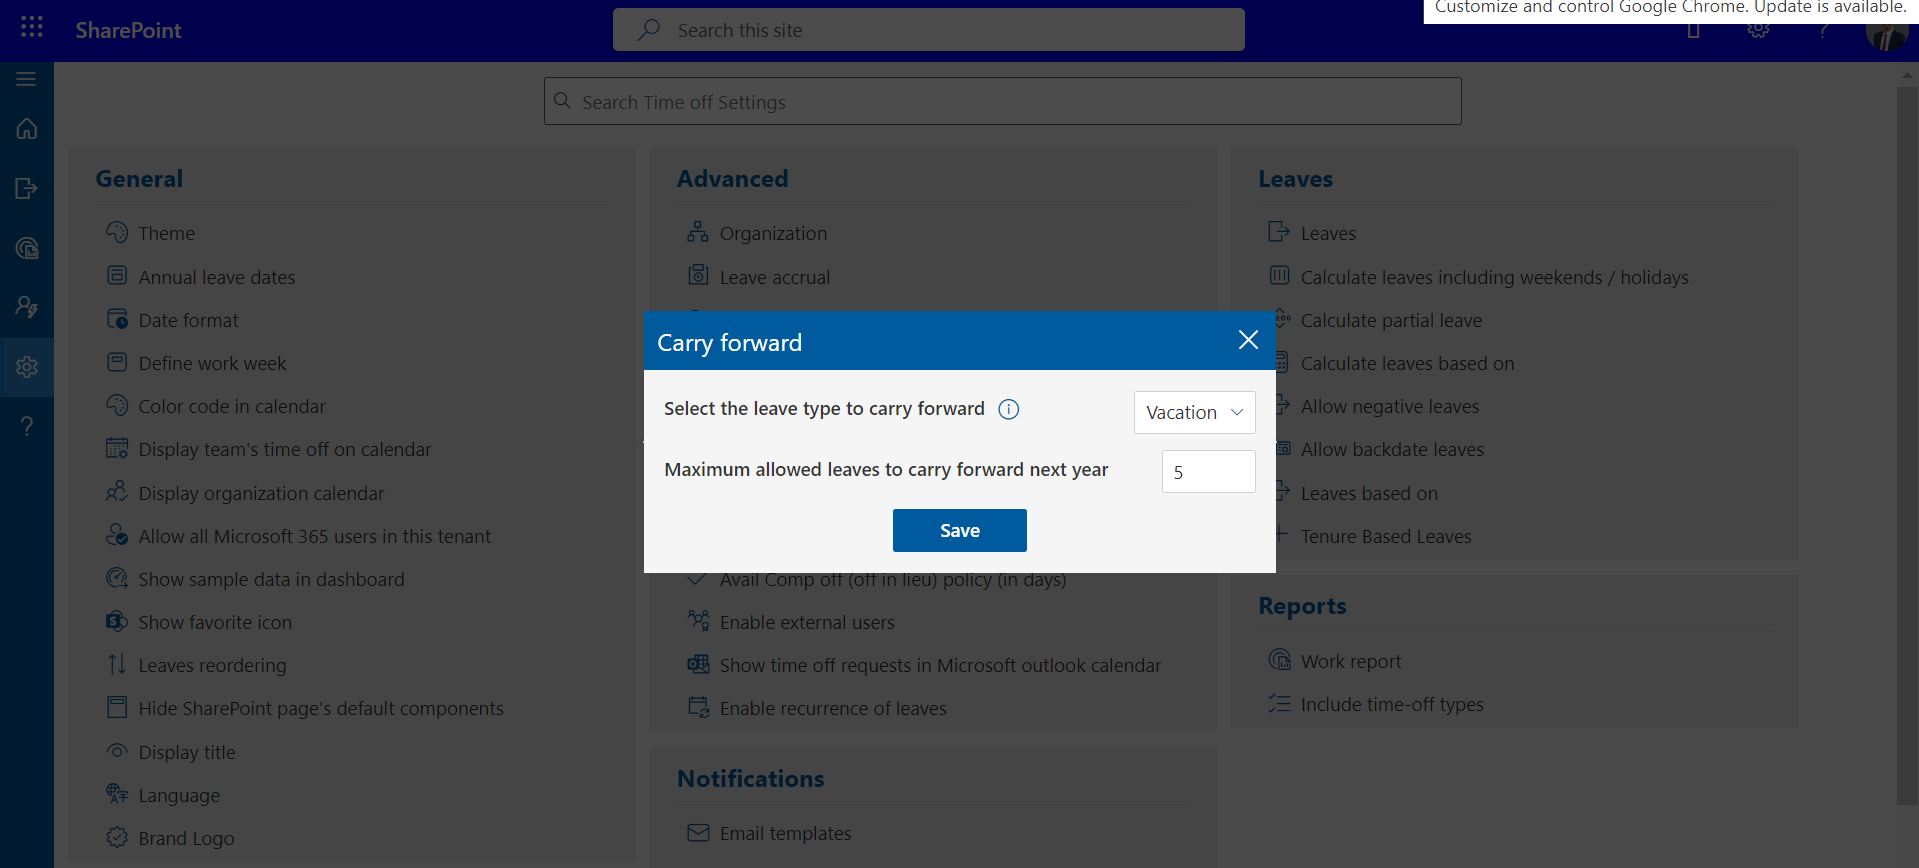 Customize and control Google Chrome. Update is available.
SharePoint
Search this site
Search Time off Settings
General
Theme
Annual leave dates
Date format
Define work week
Color code in calendar
Display team's time off on calendar
Display organization calendar
Allow all Microsoft 365 users in this tenant
Show sample data in dashboard
Show favorite icon
Leaves reordering
Hide SharePoint page's default components
Display title
Language
Brand Logo
Advanced
Organization
Leave accrual
Carry forward
Select the leave type to carry forward
Vacation
Maximum allowed leaves to carry forward next year
5
Save
Avail Comp off (off in lieu) policy (in days)
Enable external users
Show time off requests in Microsoft outlook calendar
Enable recurrence of leaves
Notifications
Email templates
Leaves
Leaves
Calculate leaves including weekends / holidays
Calculate partial leave
Calculate leaves based on
Allow negative leaves
Allow backdate leaves
Leaves based on
Tenure Based Leaves
Reports
Work report
Include time-off types